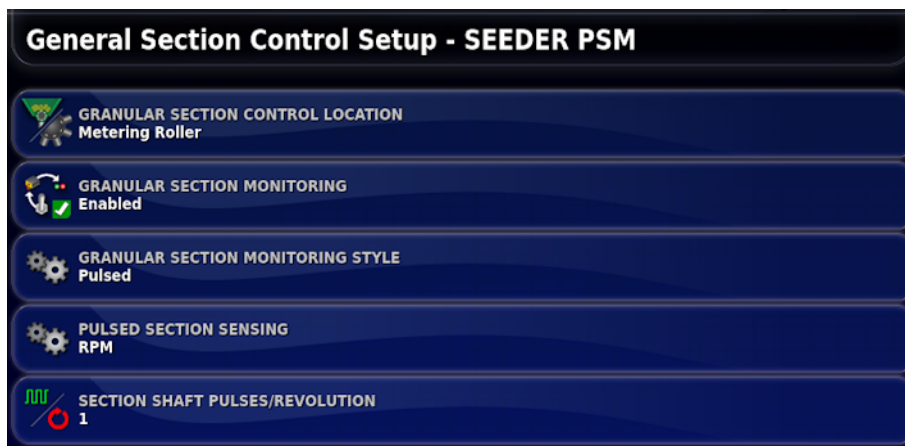 General Section Control Setup - SEEDER PSM
GRANULAR SECTION CONTROL LOCATION
Metering Roller
GRANULAR SECTION MONITORING
Enabled
GRANULAR SECTION MONITORING STYLE
Pulsed
PULSED SECTION SENSING
RPM
SECTION SHAFT PULSES/REVOLUTION
1